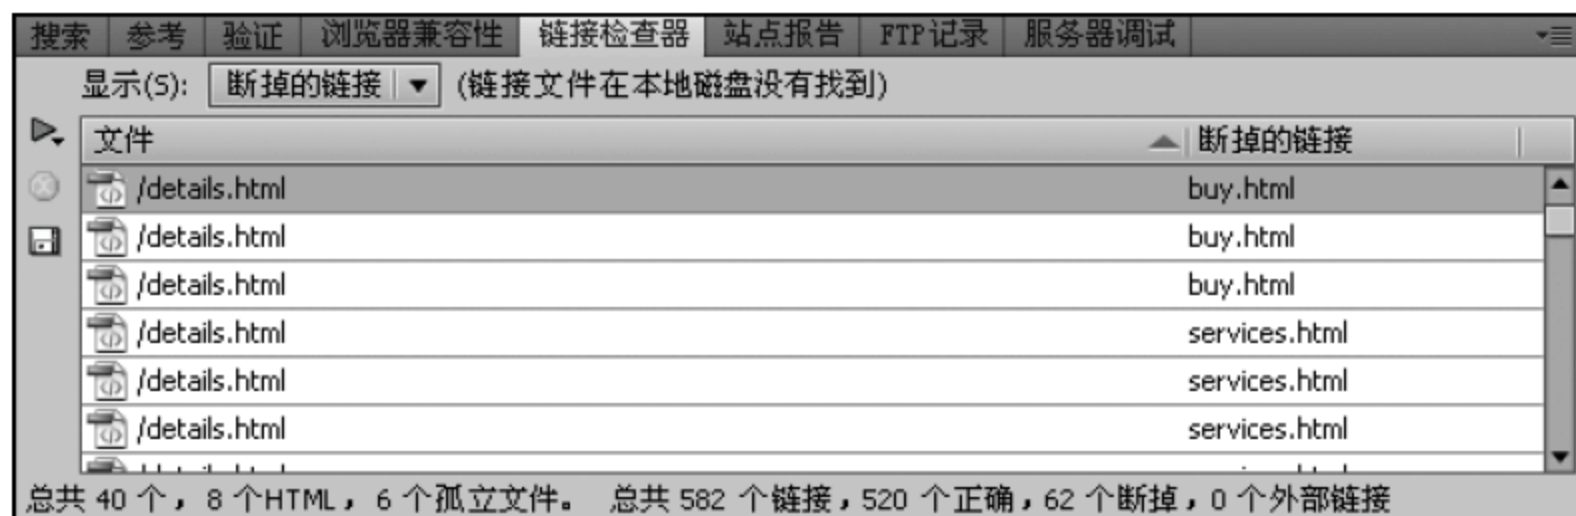 搜索 参考 验证 浏览器兼容性 链接检查器 站点报告 FTP记录 服务器调试
显示(S): 断掉的链接 (链接文件在本地磁盘没有找到)
文件 断掉的链接
/details.html buy.html
/details.html buy.html
/details.html buy.html
/details.html services.html
/details.html services.html
/details.html services.html
总共 40 个，8 个HTML，6 个孤立文件。 总共 582 个链接，520 个正确，62 个断掉，0 个外部链接